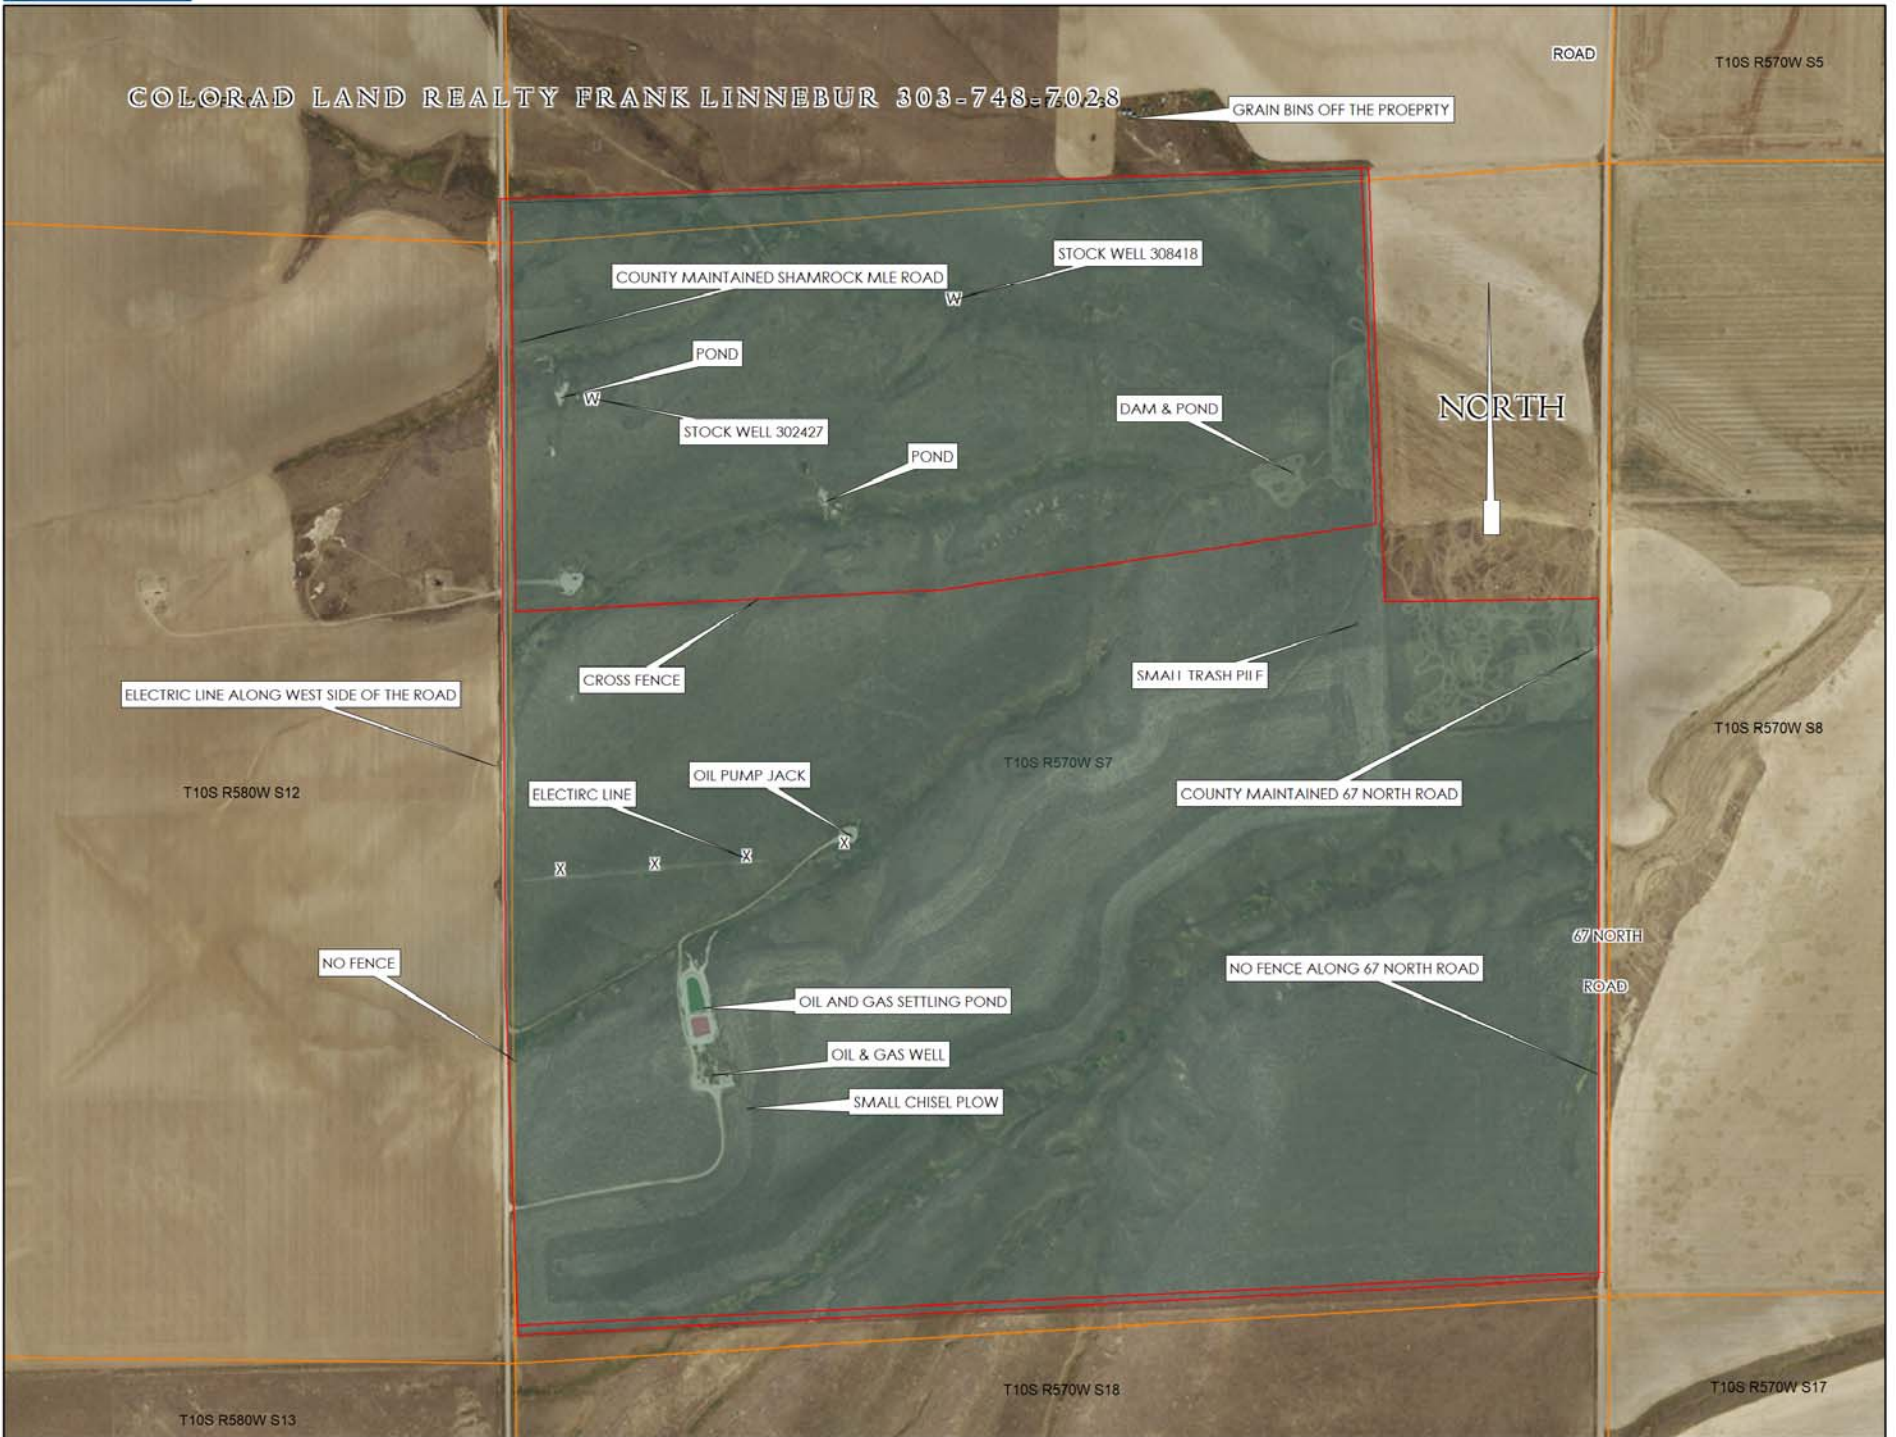 ROAD
T10S R570W S5
COLORAD LAND REALTY FRANK LINNEBUR 303-748-7028
GRAIN BINS OFF THE PROEPRTY
STOCK WELL 308418
COUNTY MAINTAINED SHAMROCK MLE ROAD
W
POND
W
DAM & POND
NORTH
STOCK WELL 302427
POND
CROSS FENCE
SMALL TRASH PILE
ELECTRIC LINE ALONG WEST SIDE OF THE ROAD
T10S R570W S8
T10S R570W S7
OIL PUMP JACK
T10S R580W S12
ELECTIRC LINE
COUNTY MAINTAINED 67 NORTH ROAD
X
X
X
X
67 NORTH
NO FENCE
NO FENCE ALONG 67 NORTH ROAD
ROAD
OIL AND GAS SETTLING POND
OIL & GAS WELL
SMALL CHISEL PLOW
T10S R570W S18
T10S R570W S17
T10S R580W S13